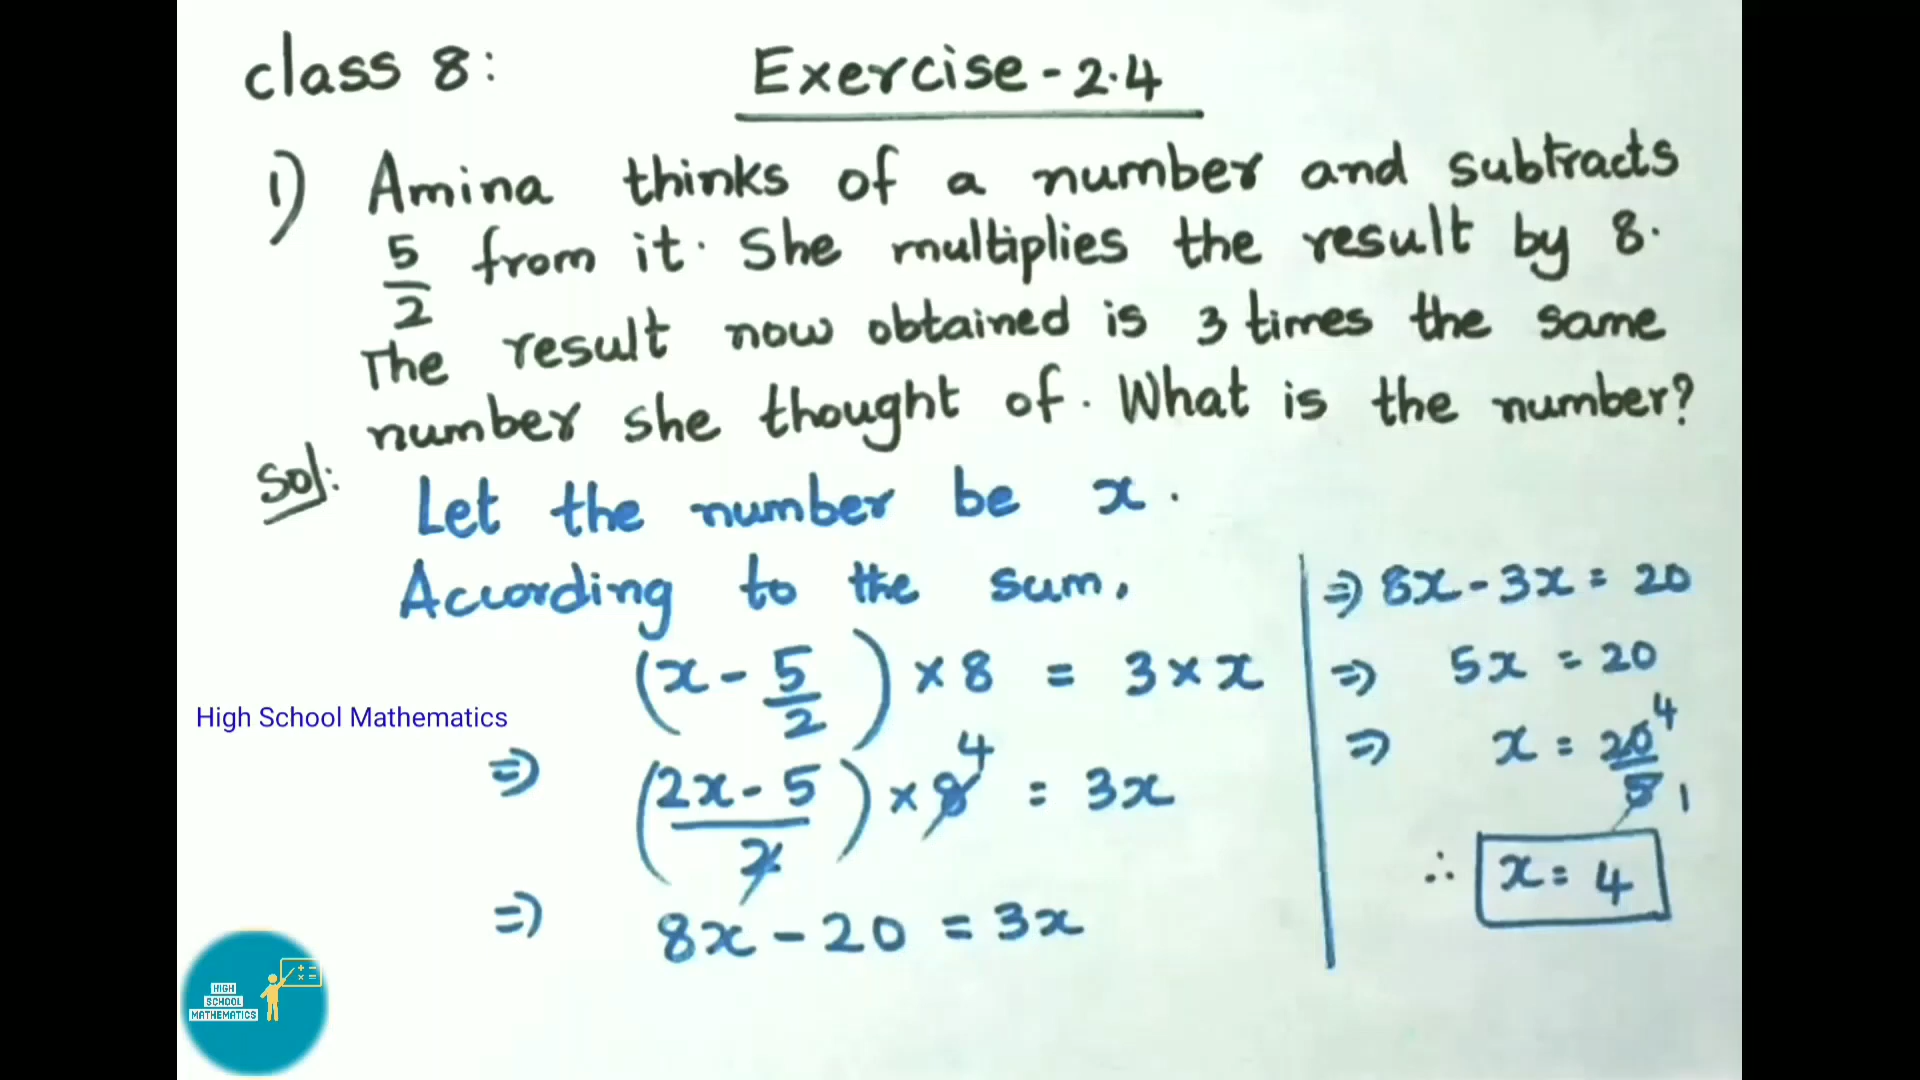 class 8: Exercise - 2.4
1) Amina thinks of a number and subtracts
5/2 from it. She multiplies the result by 8.
The result now obtained is 3 times the same
number she thought of. What is the number?
Sol:
Let the number be x.
According to the sum,
(x - 5/2) × 8 = 3 × x
⇒ (2x - 5 / 2) × 8 4 = 3x
⇒ 8x - 20 = 3x
⇒ 8x - 3x = 20
⇒ 5x = 20
⇒ x = 20/5 4 1
∴ x = 4
High School Mathematics
HIGH
SCHOOL
MATHEMATICS